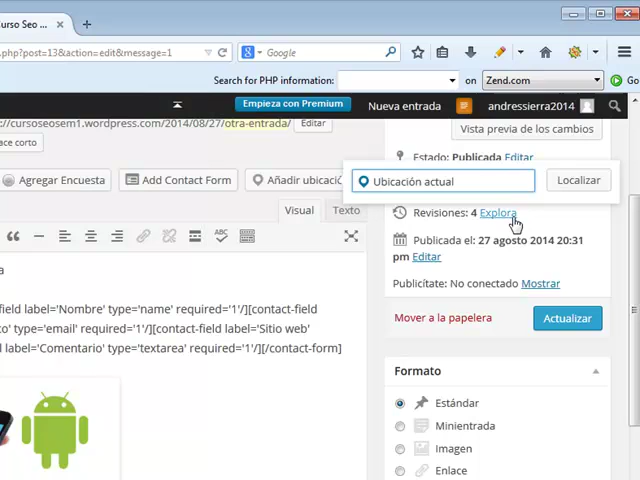 Curso Seo ...
.php?post=13&action=edit&message=1
Google
Search for PHP information:
Zend.com
Go
Empieza con Premium
Nueva entrada
andressierra2014
://cursoseosem1.wordpress.com/2014/08/27/otra-entrada/
Editar
ace corto
Vista previa de los cambios
Estado: Publicada Editar
Agregar Encuesta
Add Contact Form
Añadir ubicació
Ubicación actual
Localizar
Visual
Texto
Revisiones: 4 Explora
Publicada el: 27 agosto 2014 20:31
pm Editar
Publicítate: No conectado Mostrar
Mover a la papelera
Actualizar
a
field label='Nombre' type='name' required='1'/][contact-field
o' type='email' required='1'/][contact-field label='Sitio web'
l label='Comentario' type='textarea' required='1'/][/contact-form]
Formato
Estándar
Minientrada
Imagen
Enlace